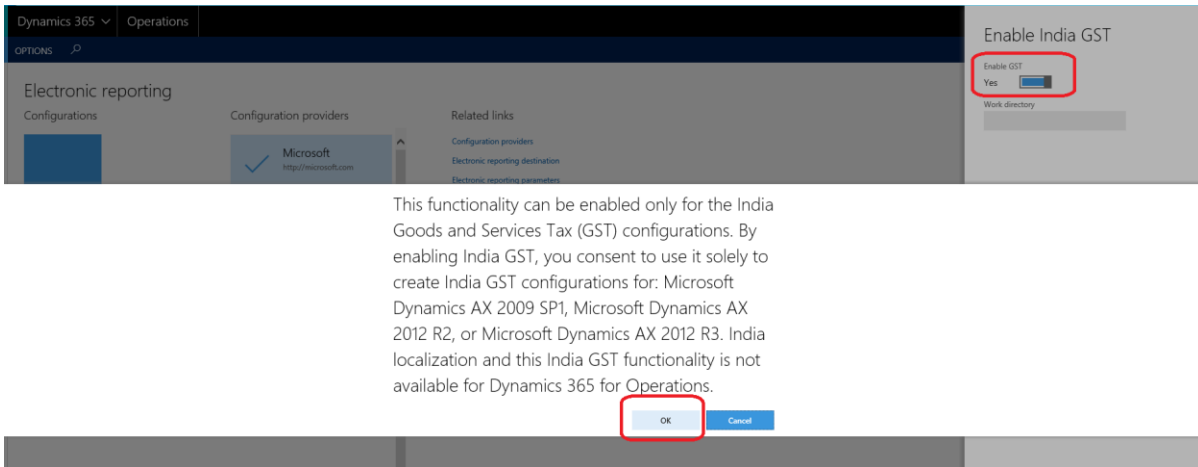 Dynamics 365 Operations
OPTIONS
Enable India GST
Enable GST
Yes
Work directory
Electronic reporting
Configurations
Configuration providers
Related links
Microsoft
http://microsoft.com
Configuration providers
Electronic reporting destination
Electronic reporting parameters
This functionality can be enabled only for the India
Goods and Services Tax (GST) configurations. By
enabling India GST, you consent to use it solely to
create India GST configurations for: Microsoft
Dynamics AX 2009 SP1, Microsoft Dynamics AX
2012 R2, or Microsoft Dynamics AX 2012 R3. India
localization and this India GST functionality is not
available for Dynamics 365 for Operations.
OK Cancel